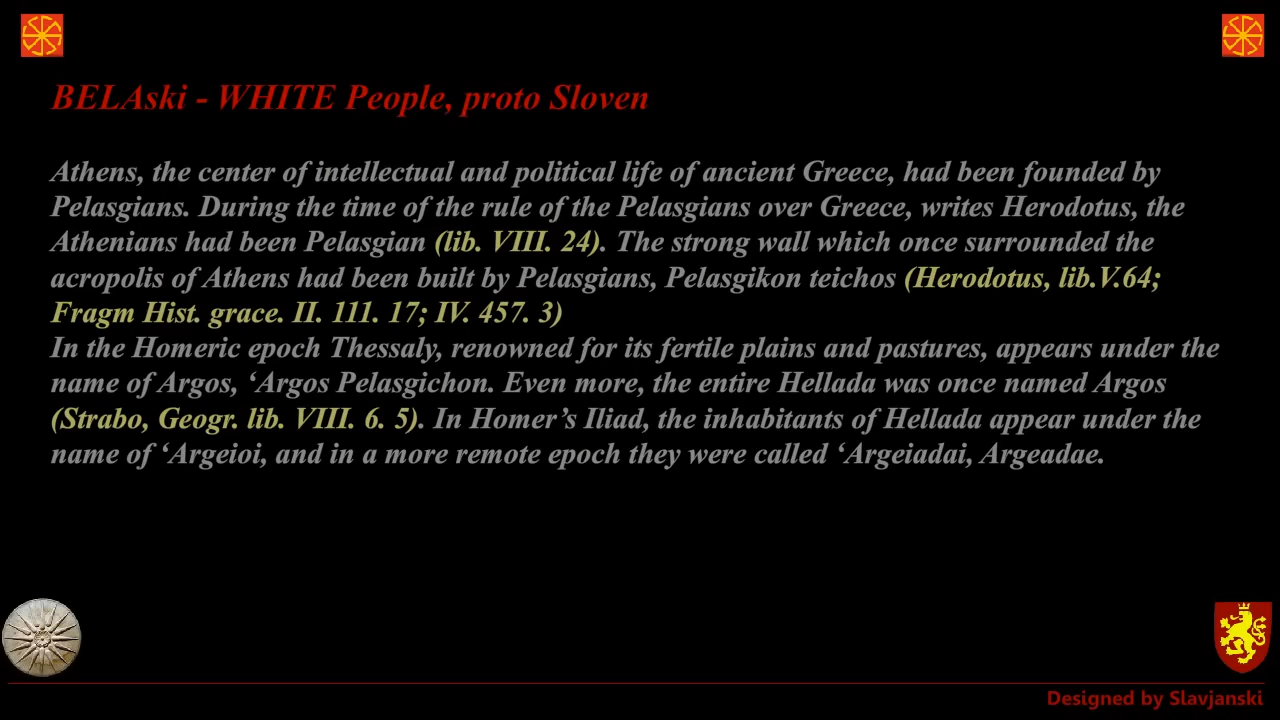 BELAski - WHITE People, proto Sloven
Athens, the center of intellectual and political life of ancient Greece, had been founded by
Pelasgians. During the time of the rule of the Pelasgians over Greece, writes Herodotus, the
Athenians had been Pelasgian (lib. VIII. 24). The strong wall which once surrounded the
acropolis of Athens had been built by Pelasgians, Pelasgikon teichos (Herodotus, lib.V.64;
Fragm Hist. grace. II. 111. 17; IV. 457. 3)
In the Homeric epoch Thessaly, renowned for its fertile plains and pastures, appears under the
name of Argos, ‘Argos Pelasgichon. Even more, the entire Hellada was once named Argos
(Strabo, Geogr. lib. VIII. 6. 5). In Homer’s Iliad, the inhabitants of Hellada appear under the
name of ‘Argeioi, and in a more remote epoch they were called ‘Argeiadai, Argeadae.
Designed by Slavjanski